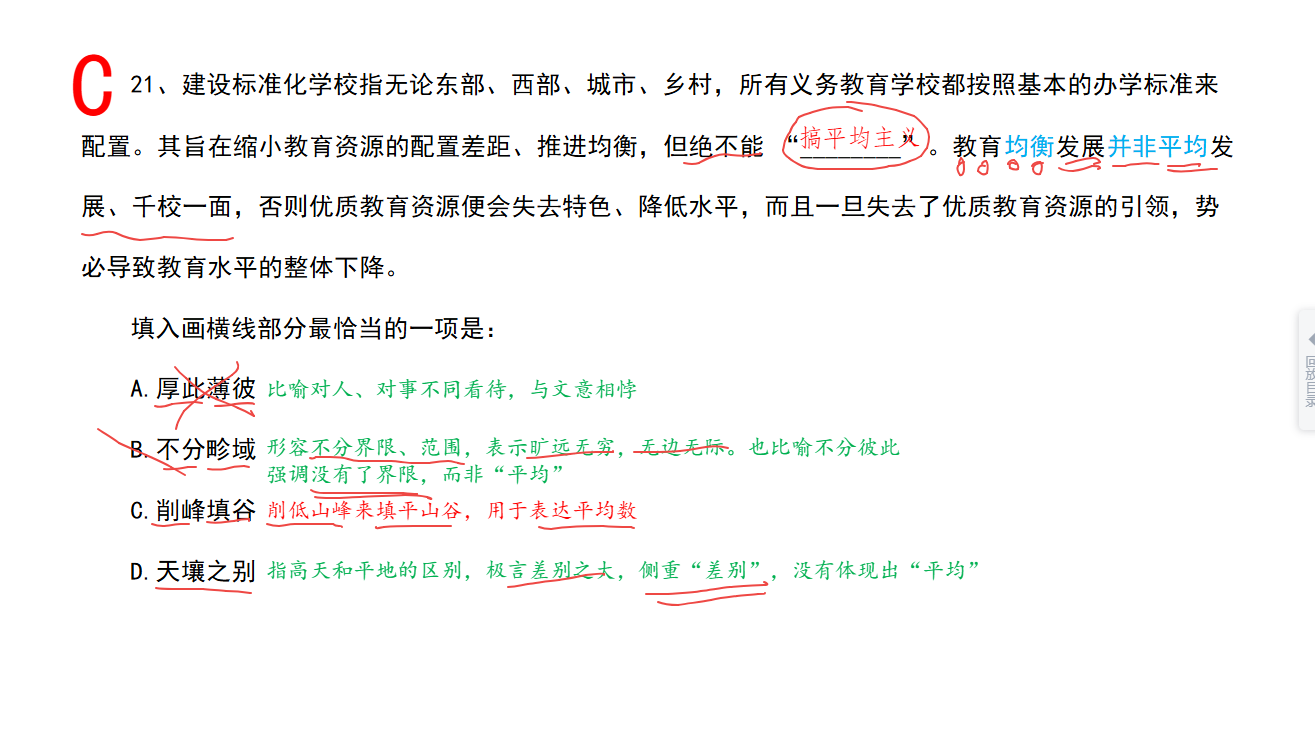 C
21、建设标准化学校指无论东部、西部、城市、乡村，所有义务教育学校都按照基本的办学标准来
配置。其旨在缩小教育资源的配置差距、推进均衡，但绝不能“搞平均主义________”。教育均衡发展并非平均发
展、千校一面，否则优质教育资源便会失去特色、降低水平，而且一旦失去了优质教育资源的引领，势
必导致教育水平的整体下降。
填入画横线部分最恰当的一项是：
A.厚此薄彼 比喻对人、对事不同看待，与文意相悖
B.不分畛域 形容不分界限、范围，表示旷远无穷，无边无际。也比喻不分彼此
强调没有了界限，而非“平均”
C.削峰填谷 削低山峰来填平山谷，用于表达平均数
D.天壤之别 指高天和平地的区别，极言差别之大，侧重“差别”，没有体现出“平均”
回放目录